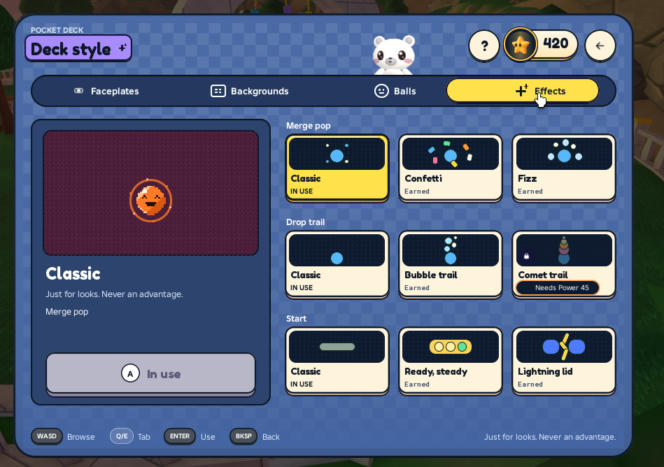 POCKET DECK
Deck style
?
420
Faceplates
Backgrounds
Balls
Effects
Classic
Just for looks. Never an advantage.
Merge pop
A In use
Merge pop
Classic
IN USE
Confetti
Earned
Fizz
Earned
Drop trail
Classic
IN USE
Bubble trail
Earned
Comet trail
Needs Power 45
Start
Classic
IN USE
Ready, steady
Earned
Lightning lid
Earned
WASD Browse Q/E Tab ENTER Use BKSP Back
Just for looks. Never an advantage.